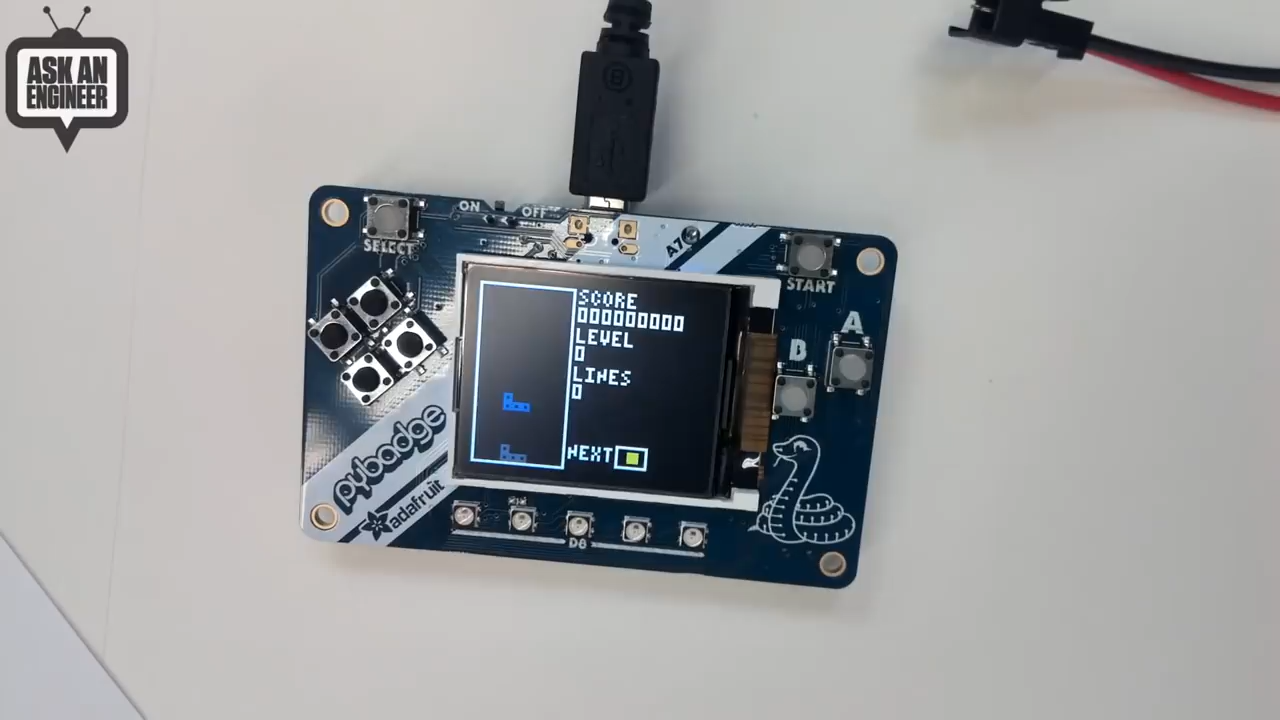 ASK AN
ENGINEER
ON
OFF
SELECT
A7
START
SCORE
000000000
LEVEL
0
LINES
0
NEXT
A
B
pybadge
adafruit
D8